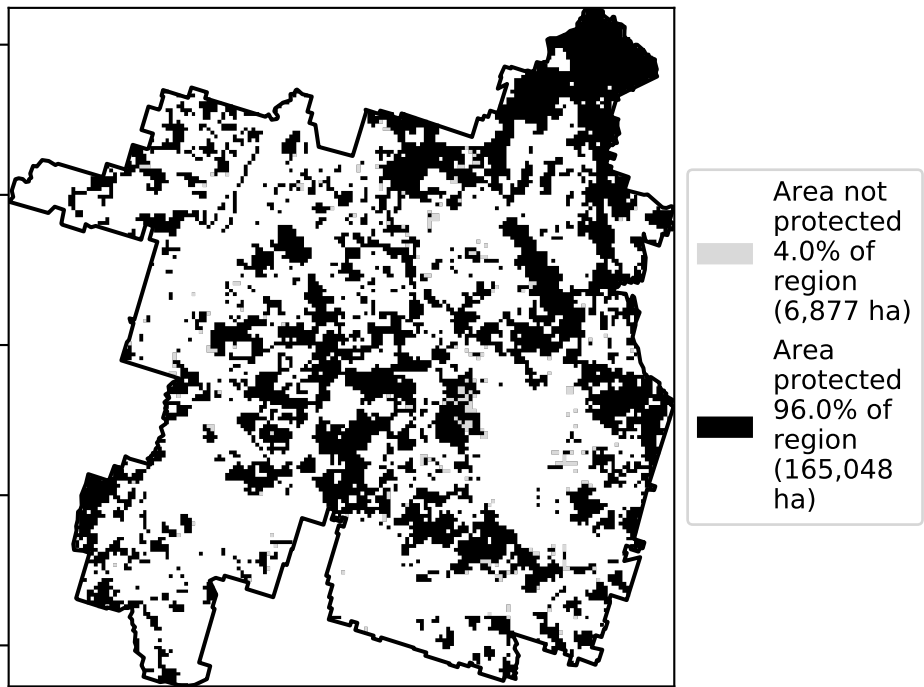 Area not
protected
4.0% of
region
(6,877 ha)
Area
protected
96.0% of
region
(165,048
ha)